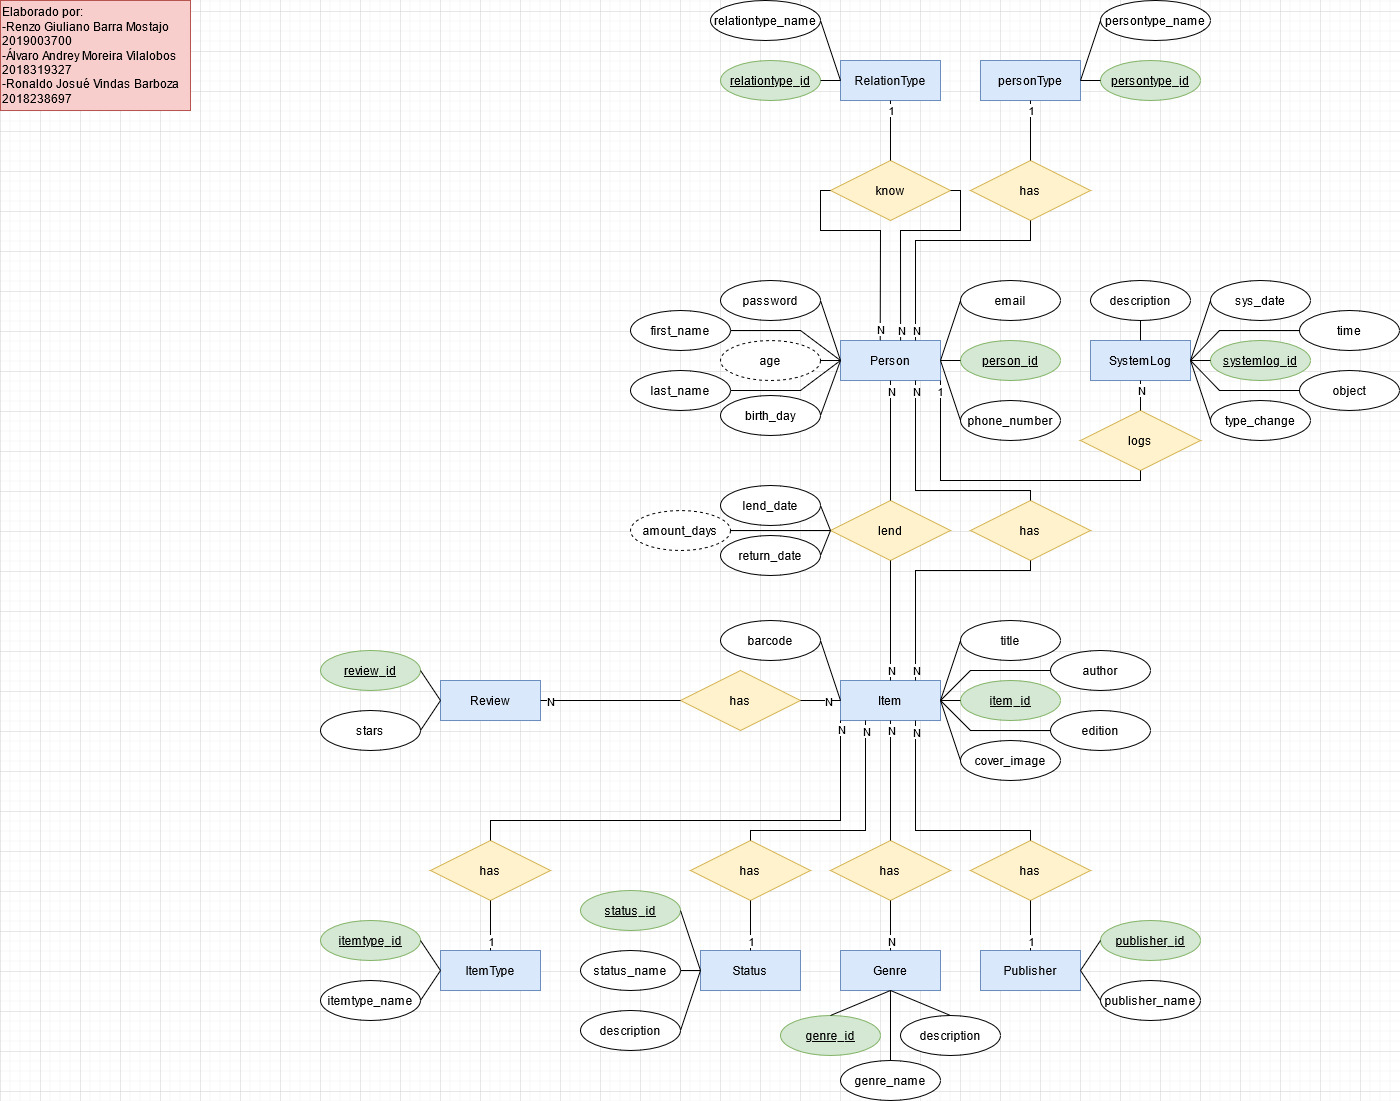 Elaborado por:
-Renzo Giuliano Barra Mostajo
2019003700
-Álvaro Andrey Moreira Vilalobos
2018319327
-Ronaldo Josué Vindas Barboza
2018238697
relationtype_name
persontype_name
relationtype_id
RelationType
personType
persontype_id
1
1
know
has
password
email
description
sys_date
first_name
N
N
N
time
age
Person
person_id
SystemLog
systemlog_id
last_name
N
N
1
N
object
birth_day
phone_number
type_change
logs
lend_date
amount_days
lend
has
return_date
barcode
title
review_id
N
N
author
Review
N
has
N
Item
item_id
stars
N
N
N
N
edition
cover_image
has
has
has
has
status_id
itemtype_id
1
1
N
1
publisher_id
ItemType
status_name
Status
Genre
Publisher
itemtype_name
publisher_name
description
genre_id
description
genre_name